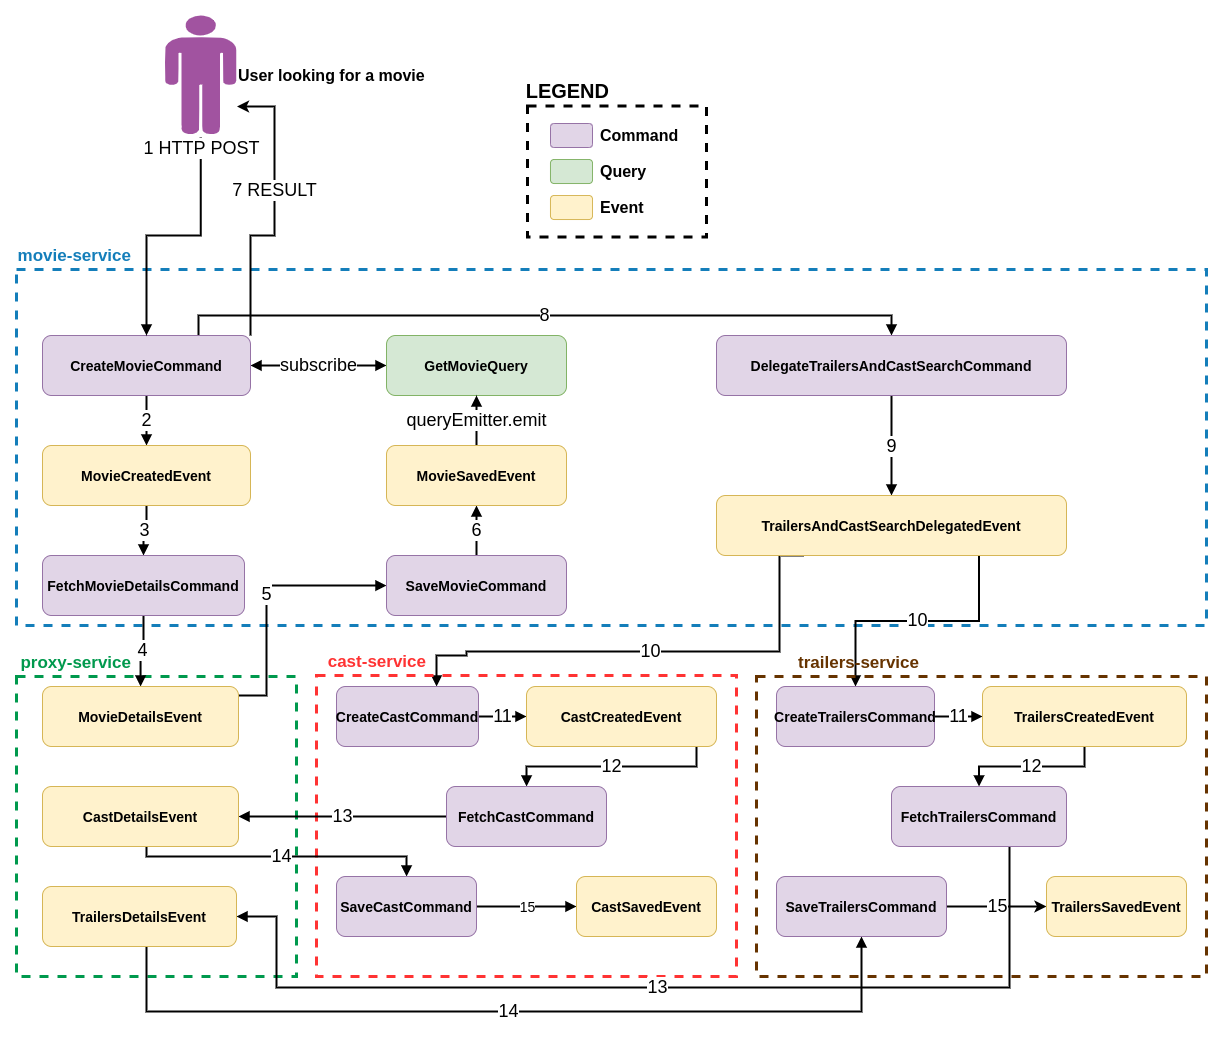 User looking for a movie
LEGEND
Command
Query
Event
1 HTTP POST
7 RESULT
movie-service
8
CreateMovieCommand
subscribe
GetMovieQuery
DelegateTrailersAndCastSearchCommand
2
queryEmitter.emit
9
MovieCreatedEvent
MovieSavedEvent
TrailersAndCastSearchDelegatedEvent
3
6
FetchMovieDetailsCommand
5
SaveMovieCommand
4
10
10
proxy-service
cast-service
trailers-service
MovieDetailsEvent
CreateCastCommand
11
CastCreatedEvent
CreateTrailersCommand
11
TrailersCreatedEvent
12
12
CastDetailsEvent
13
FetchCastCommand
FetchTrailersCommand
14
TrailersDetailsEvent
SaveCastCommand
15
CastSavedEvent
SaveTrailersCommand
15
TrailersSavedEvent
13
14